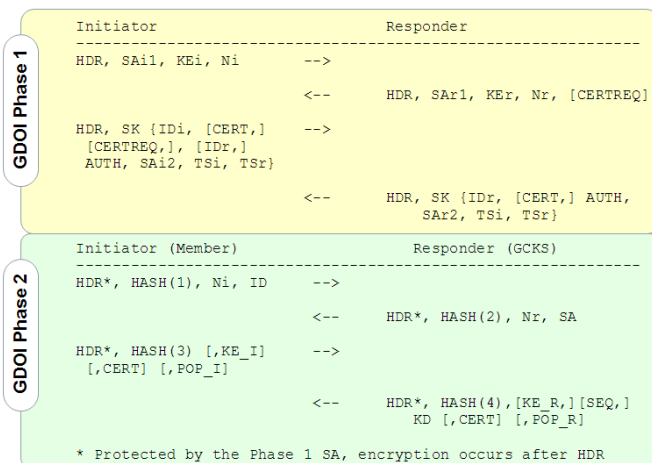 GDOI Phase 1
Initiator Responder
--------------------------------------------------------------
HDR, SAi1, KEi, Ni -->
<-- HDR, SAr1, KEr, Nr, [CERTREQ]
HDR, SK {IDi, [CERT,] -->
[CERTREQ,], [IDr,]
AUTH, SAi2, TSi, TSr}
<-- HDR, SK {IDr, [CERT,] AUTH,
SAr2, TSi, TSr}
GDOI Phase 2
Initiator (Member) Responder (GCKS)
--------------------------------------------------------------
HDR*, HASH(1), Ni, ID -->
<-- HDR*, HASH(2), Nr, SA
HDR*, HASH(3) [,KE_I] -->
[,CERT] [,POP_I]
<-- HDR*, HASH(4),[KE_R,][SEQ,]
KD [,CERT] [,POP_R]
* Protected by the Phase 1 SA, encryption occurs after HDR